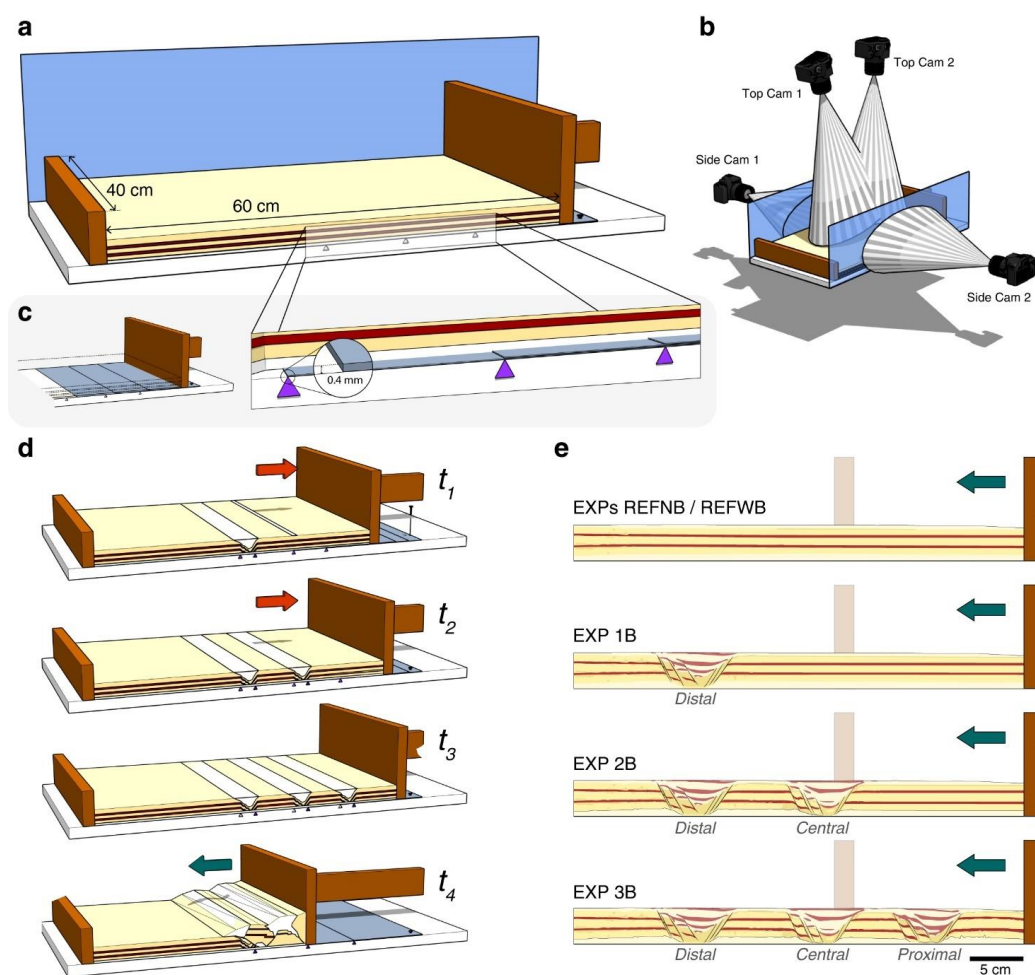 a
40 cm
60 cm
b
Top Cam 1
Top Cam 2
Side Cam 1
Side Cam 2
c
0.4 mm
d
t1
t2
t3
t4
e
EXPs REFNB / REFWB
EXP 1B
Distal
EXP 2B
Distal Central
EXP 3B
Distal Central Proximal
5 cm